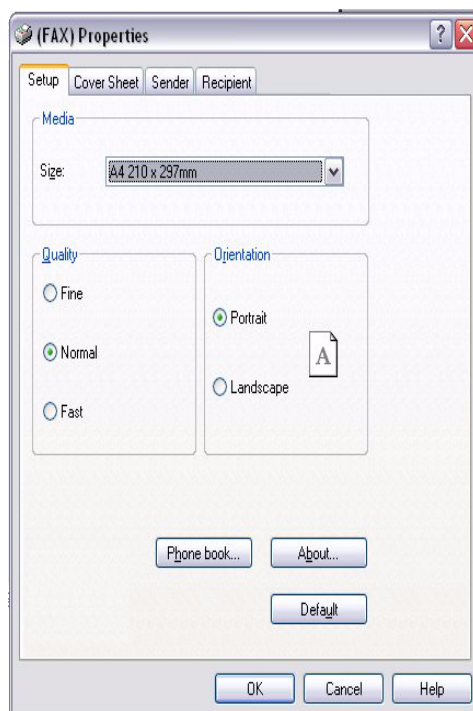 (FAX) Properties
Setup Cover Sheet Sender Recipient
Media
Size: A4 210 x 297mm
Quality
Fine
Normal
Fast
Orientation
Portrait
A
Landscape
Phone book... About...
Default
OK Cancel Help